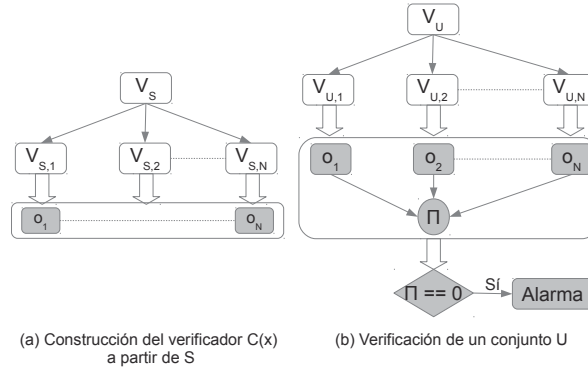 V_S
V_S,1 V_S,2 V_S,N
o_1 o_N
(a) Construcción del verificador C(x)
a partir de S
V_U
V_U,1 V_U,2 V_U,N
o_1 o_2 o_N
Π
Π == 0 Sí Alarma
(b) Verificación de un conjunto U